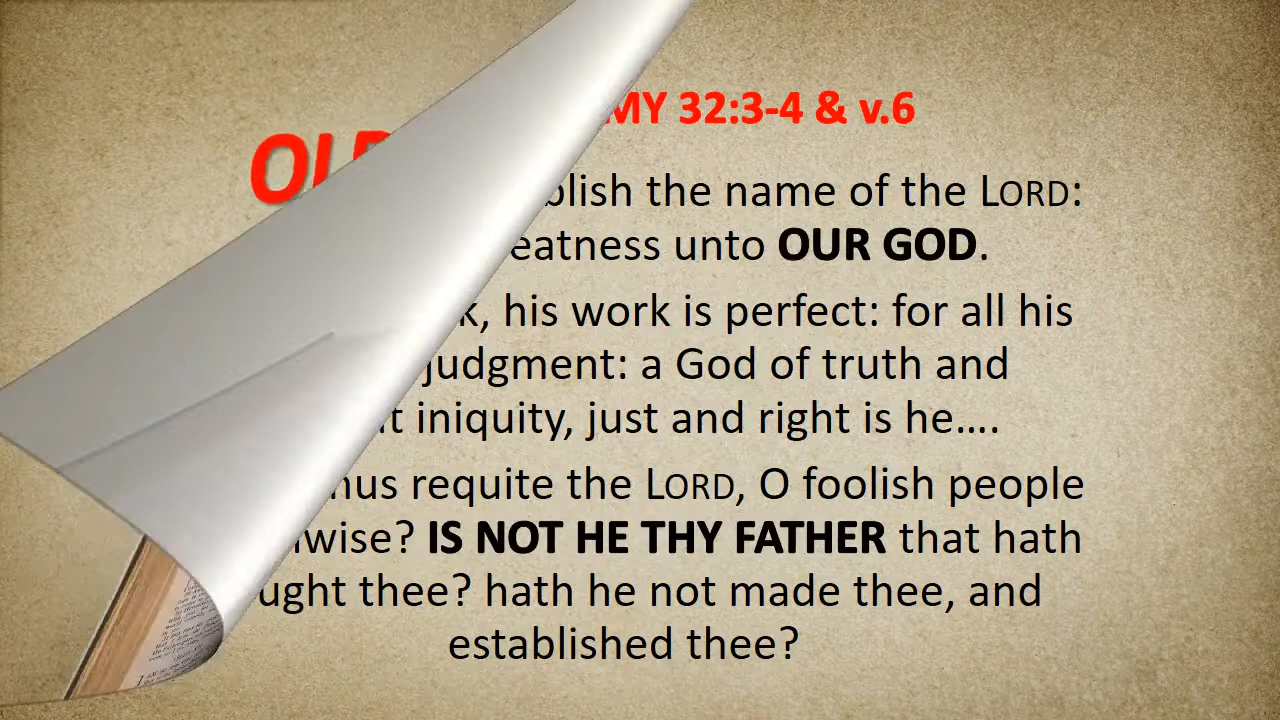 MY 32:3-4 & v.6
OL
blish the name of the LORD:
eatness unto OUR GOD.
k, his work is perfect: for all his
judgment: a God of truth and
t iniquity, just and right is he....
hus requite the LORD, O foolish people
wise? IS NOT HE THY FATHER that hath
ught thee? hath he not made thee, and
established thee?